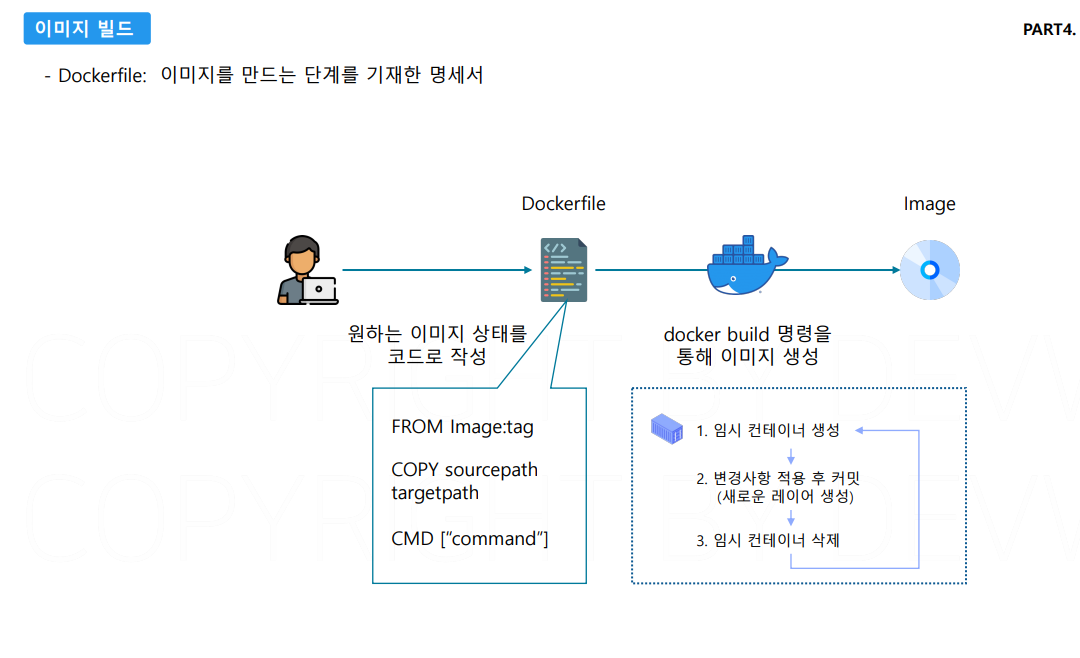 이미지 빌드
PART4.
- Dockerfile: 이미지를 만드는 단계를 기재한 명세서
Dockerfile
Image
원하는 이미지 상태를
코드로 작성
docker build 명령을
통해 이미지 생성
FROM Image:tag
COPY sourcepath
targetpath
CMD ["command"]
1. 임시 컨테이너 생성
2. 변경사항 적용 후 커밋
(새로운 레이어 생성)
3. 임시 컨테이너 삭제